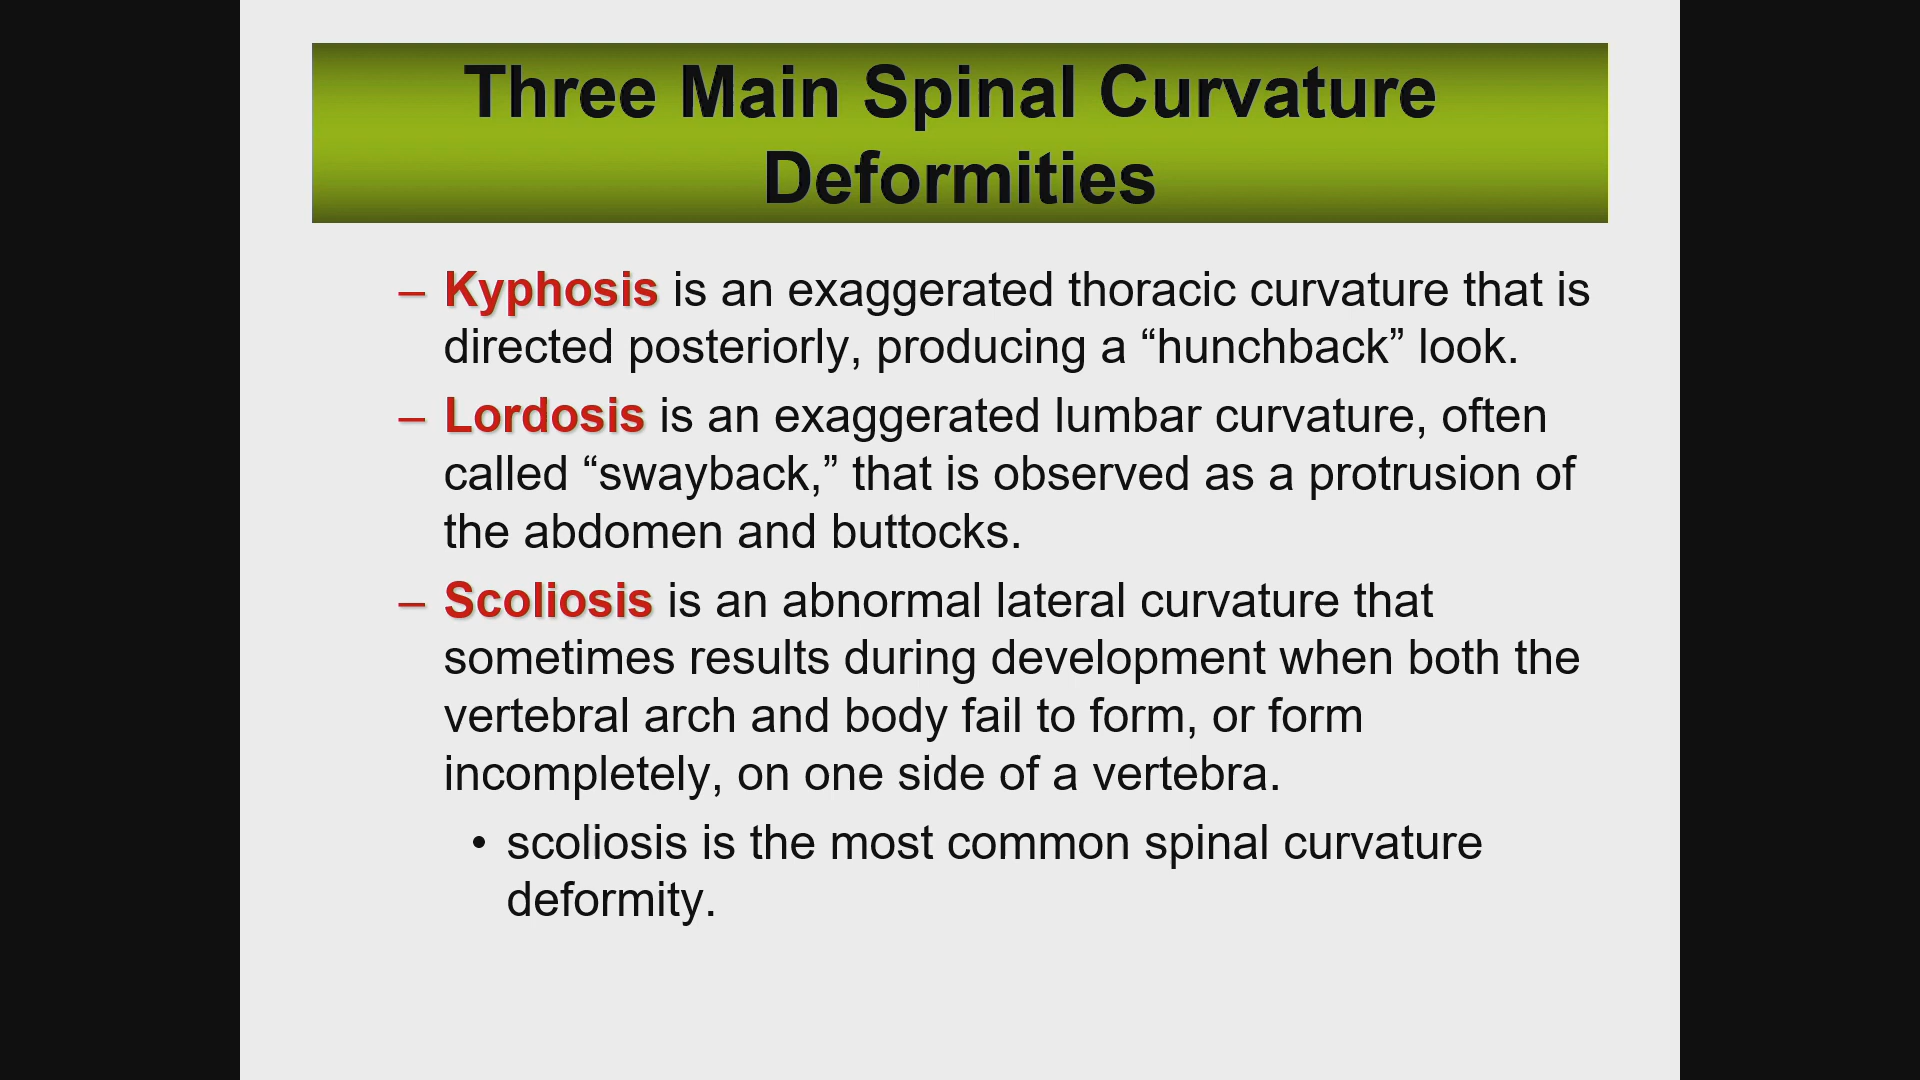 Three Main Spinal Curvature
Deformities
– Kyphosis is an exaggerated thoracic curvature that is
directed posteriorly, producing a “hunchback” look.
– Lordosis is an exaggerated lumbar curvature, often
called “swayback,” that is observed as a protrusion of
the abdomen and buttocks.
– Scoliosis is an abnormal lateral curvature that
sometimes results during development when both the
vertebral arch and body fail to form, or form
incompletely, on one side of a vertebra.
• scoliosis is the most common spinal curvature
deformity.